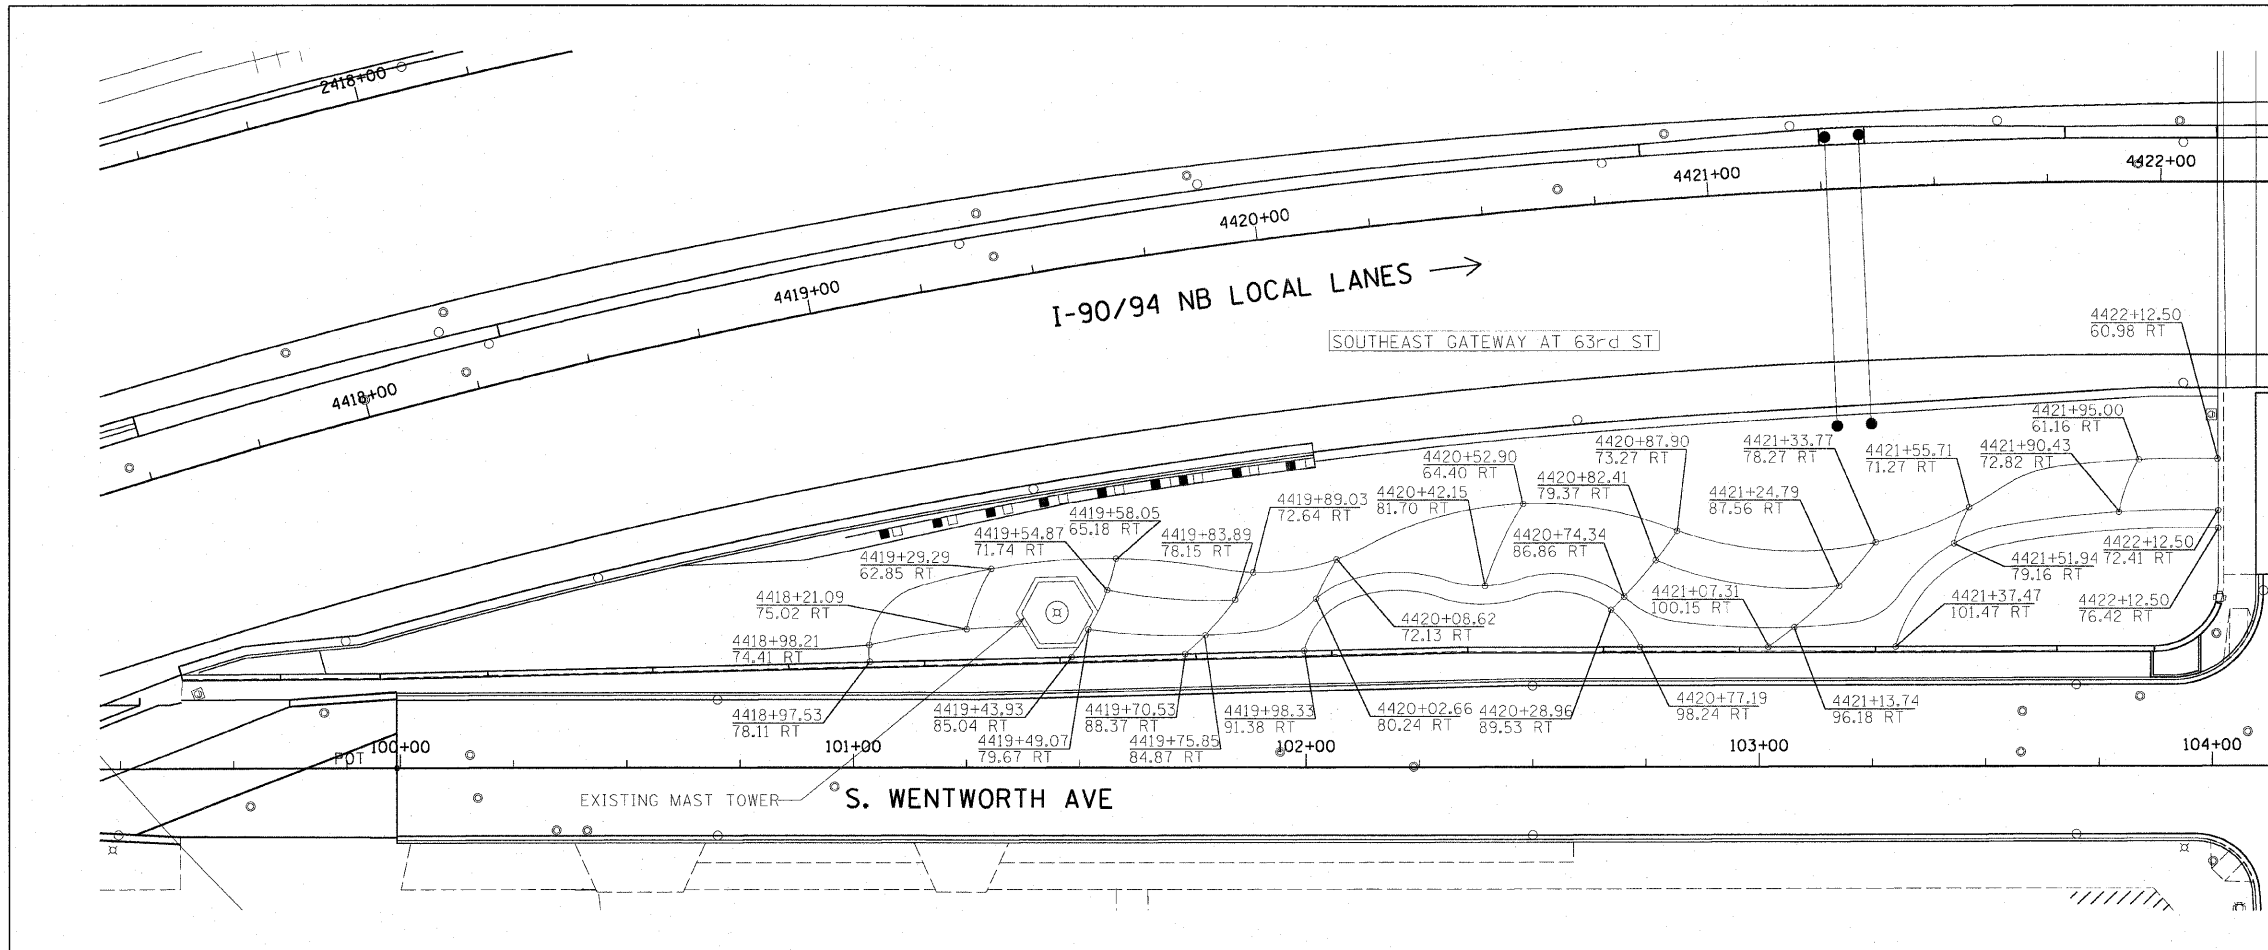 2418+00
4422+00
4421+00
4420+00
4419+00
4418+00
I-90/94 NB LOCAL LANES
SOUTHEAST GATEWAY AT 63rd ST
4422+12.50
60.98 RT
4421+95.00
61.16 RT
4421+90.43
72.82 RT
4421+55.71
71.27 RT
4421+33.77
78.27 RT
4420+87.90
73.27 RT
4420+52.90
64.40 RT
4420+82.41
79.37 RT
4421+24.79
87.56 RT
4420+42.15
81.70 RT
4419+89.03
72.64 RT
4419+58.05
65.18 RT
4419+54.87
71.74 RT
4419+83.89
78.15 RT
4420+74.34
86.86 RT
4419+29.29
62.85 RT
4421+51.94
79.16 RT
4422+12.50
72.41 RT
4418+21.09
75.02 RT
4421+07.31
100.15 RT
4421+37.47
101.47 RT
4422+12.50
76.42 RT
4420+08.62
72.13 RT
4418+98.21
74.41 RT
4418+97.53
78.11 RT
4419+43.93
85.04 RT
4419+70.53
88.37 RT
4419+98.33
91.38 RT
4420+02.66
80.24 RT
4420+28.96
89.53 RT
4420+77.19
98.24 RT
4421+13.74
96.18 RT
4419+49.07
79.67 RT
4419+75.85
84.87 RT
POT
100+00
101+00
102+00
103+00
104+00
EXISTING MAST TOWER
S. WENTWORTH AVE